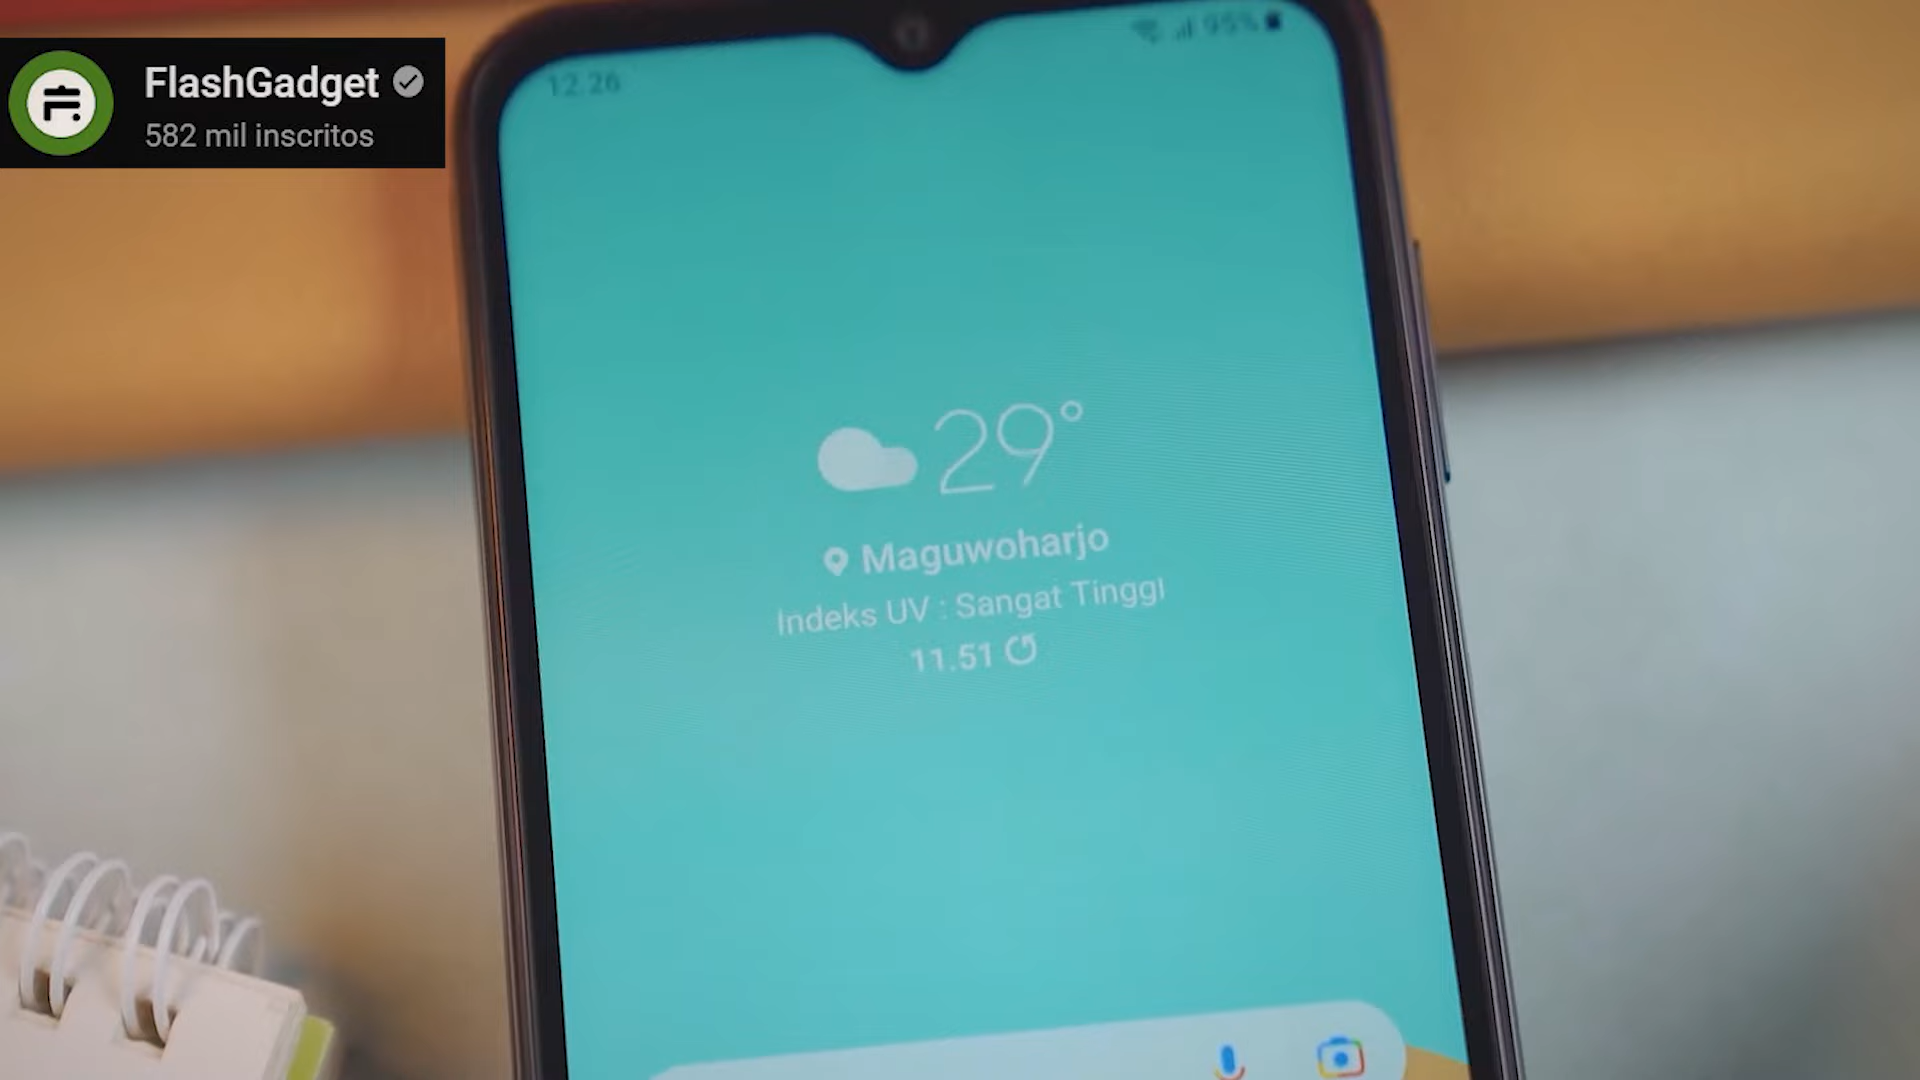 FlashGadget
582 mil inscritos
12.26
95%
29°
Maguwoharjo
Indeks UV : Sangat Tinggi
11.51